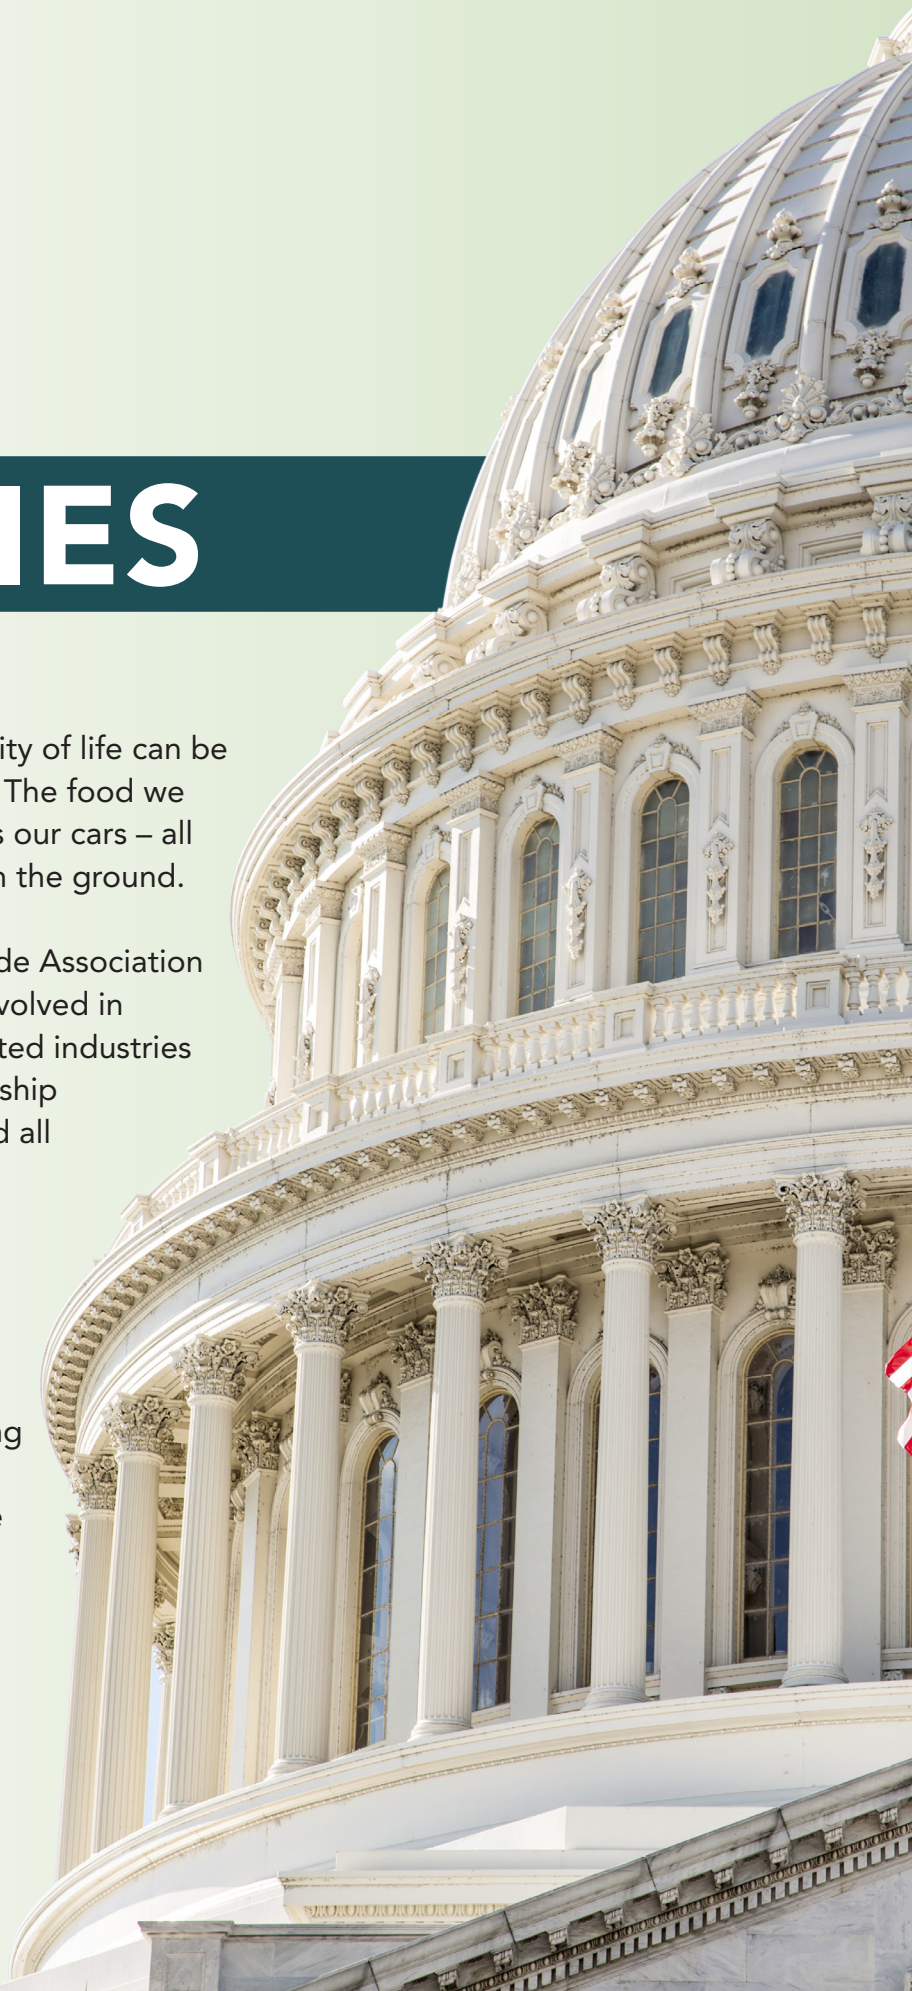 IES
ity of life can be
The food we
s our cars – all
n the ground.
de Association
volved in
ted industries
ship
d all
ng
e